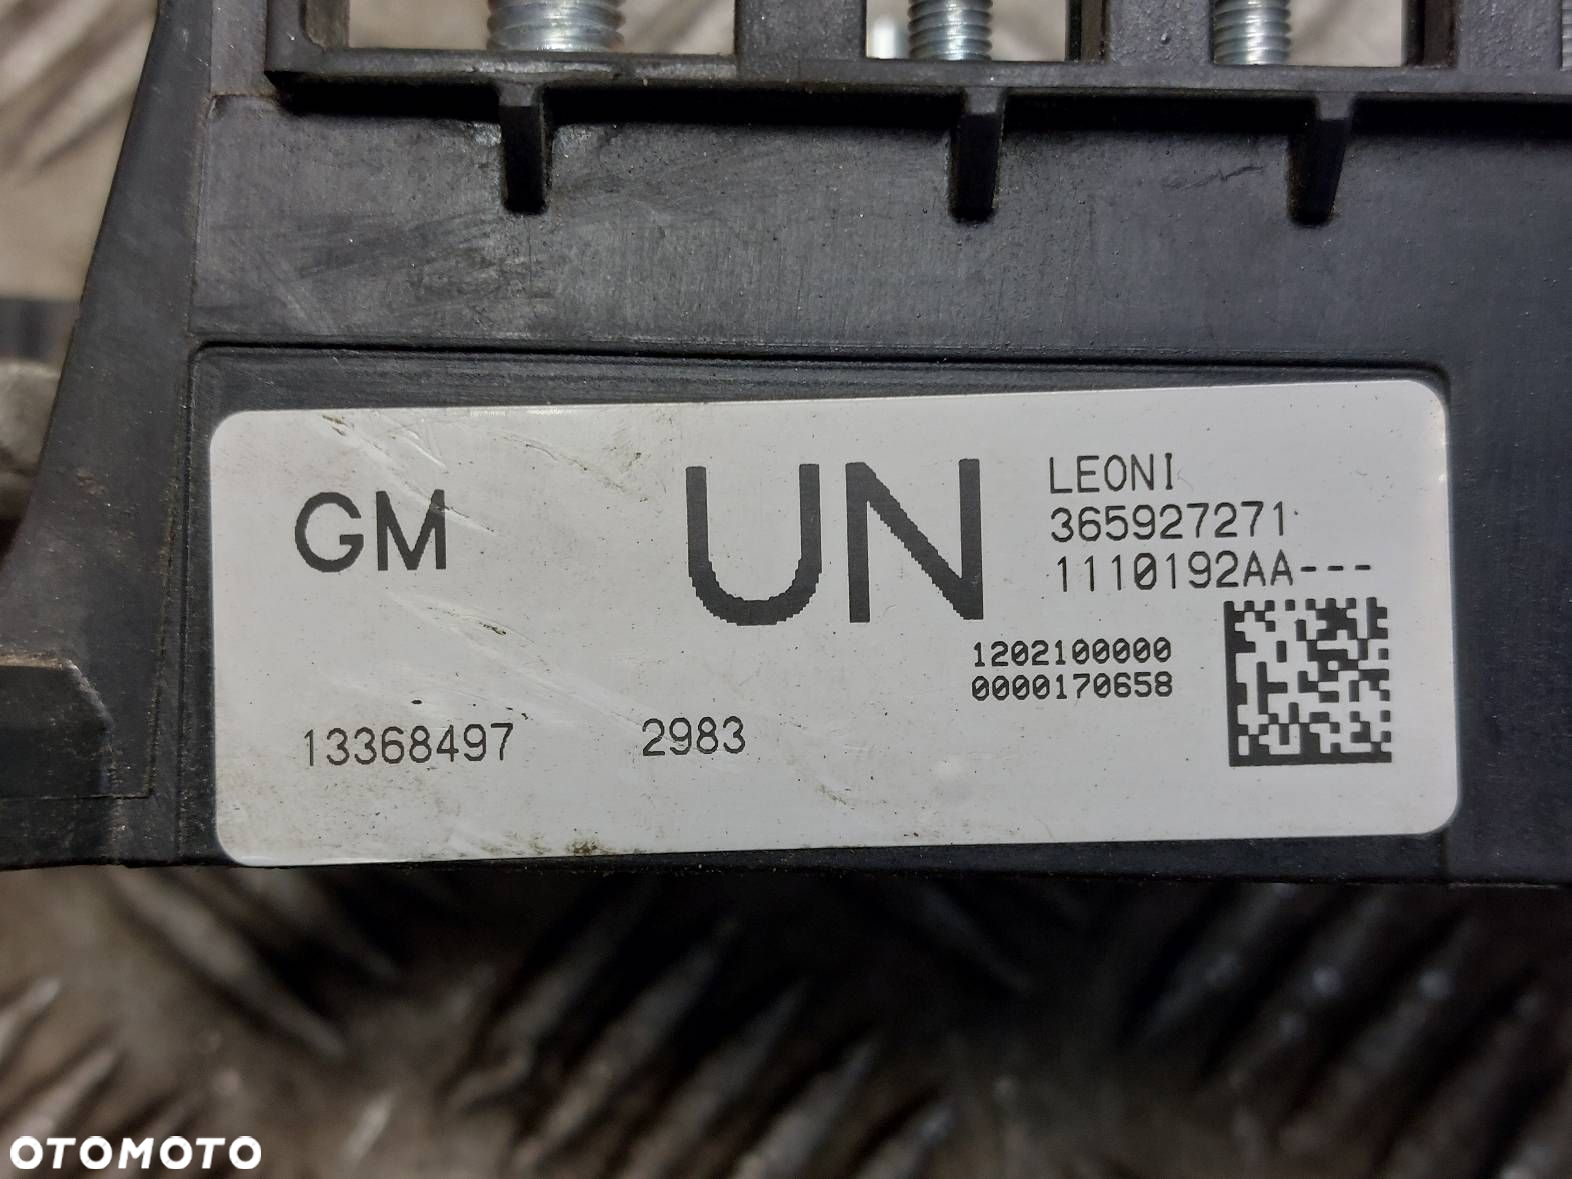 GM
UN
LEONI
365927271
1110192AA---
1202100000
0000170658
13368497
2983
OTOMOTO